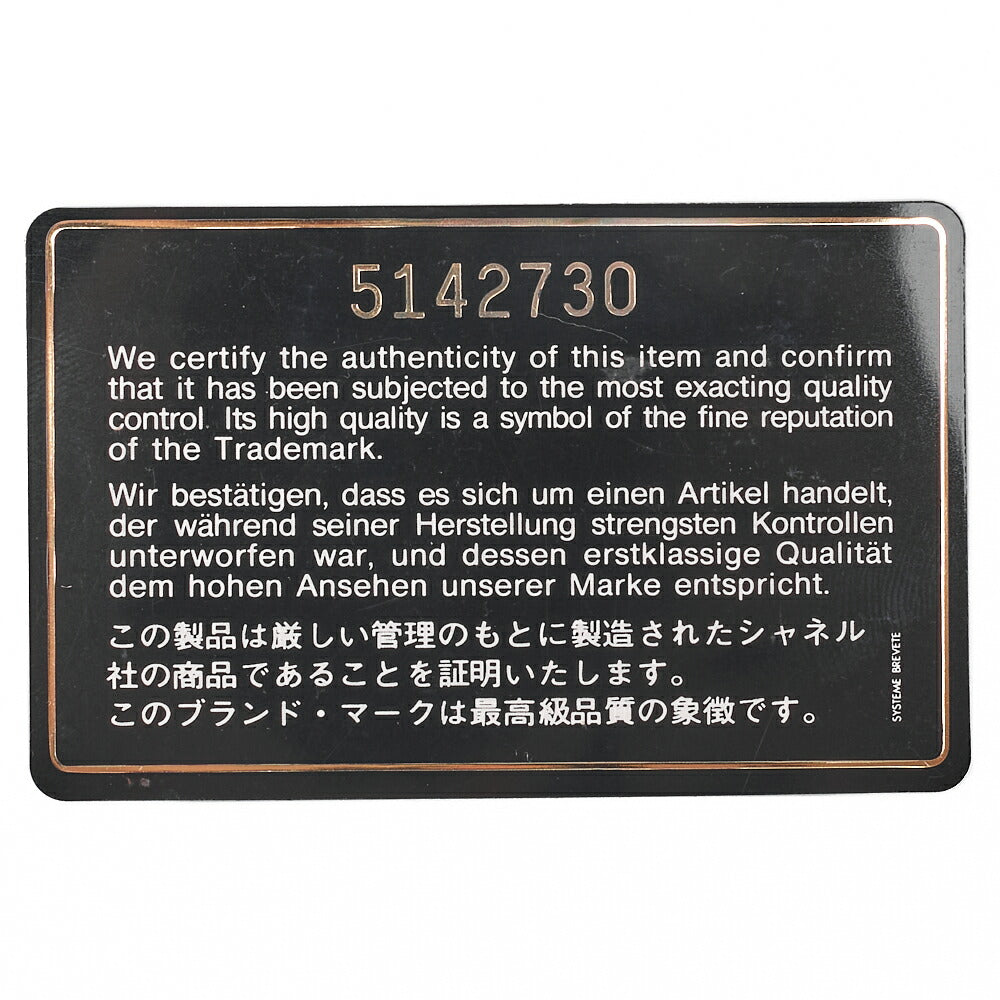 5142730
We certify the authenticity of this item and confirm
that it has been subjected to the most exacting quality
control. Its high quality is a symbol of the fine reputation
of the Trademark.
Wir bestätigen, dass es sich um einen Artikel handelt,
der während seiner Herstellung strengsten Kontrollen
unterworfen war, und dessen erstklassige Qualität
dem hohen Ansehen unserer Marke entspricht.
この製品は厳しい管理のもとに製造されたシャネル
社の商品であることを証明いたします。
このブランド・マークは最高級品質の象徴です。
SYSTEME BREVETE